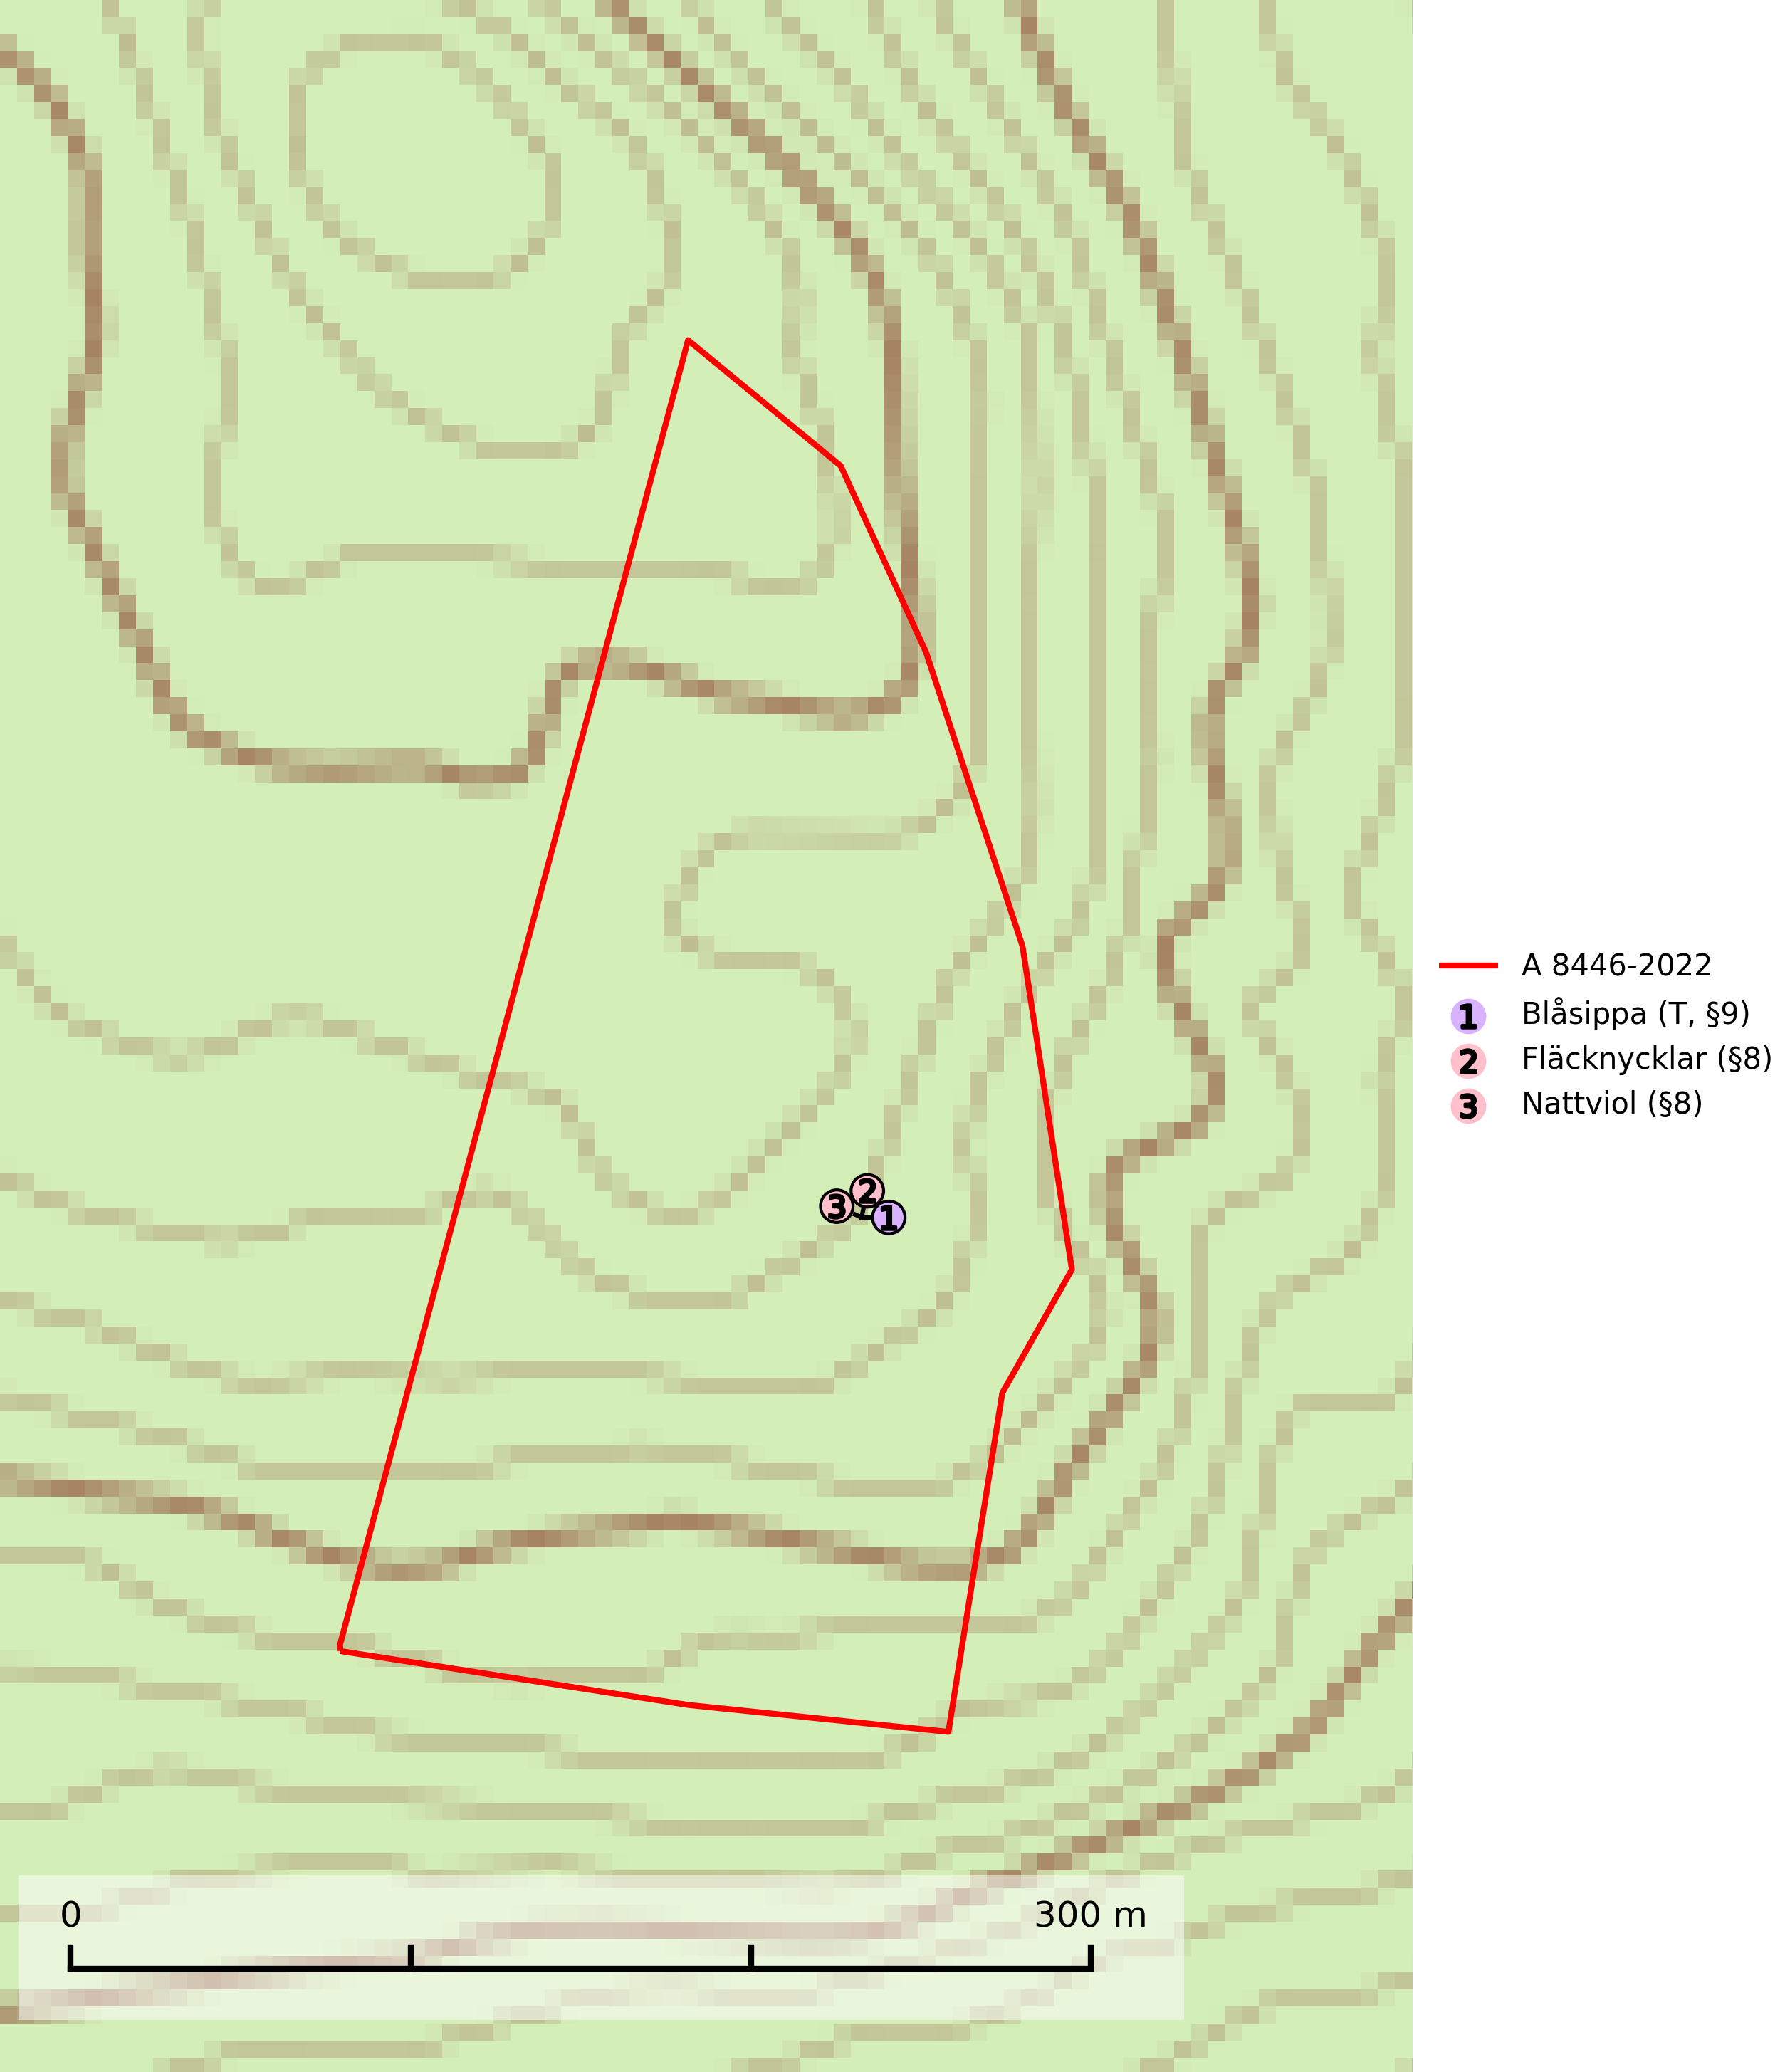 A 8446-2022
1 Blåsippa (T, §9)
2 Fläcknycklar (§8)
3 Nattviol (§8)
2
3
1
0 300 m